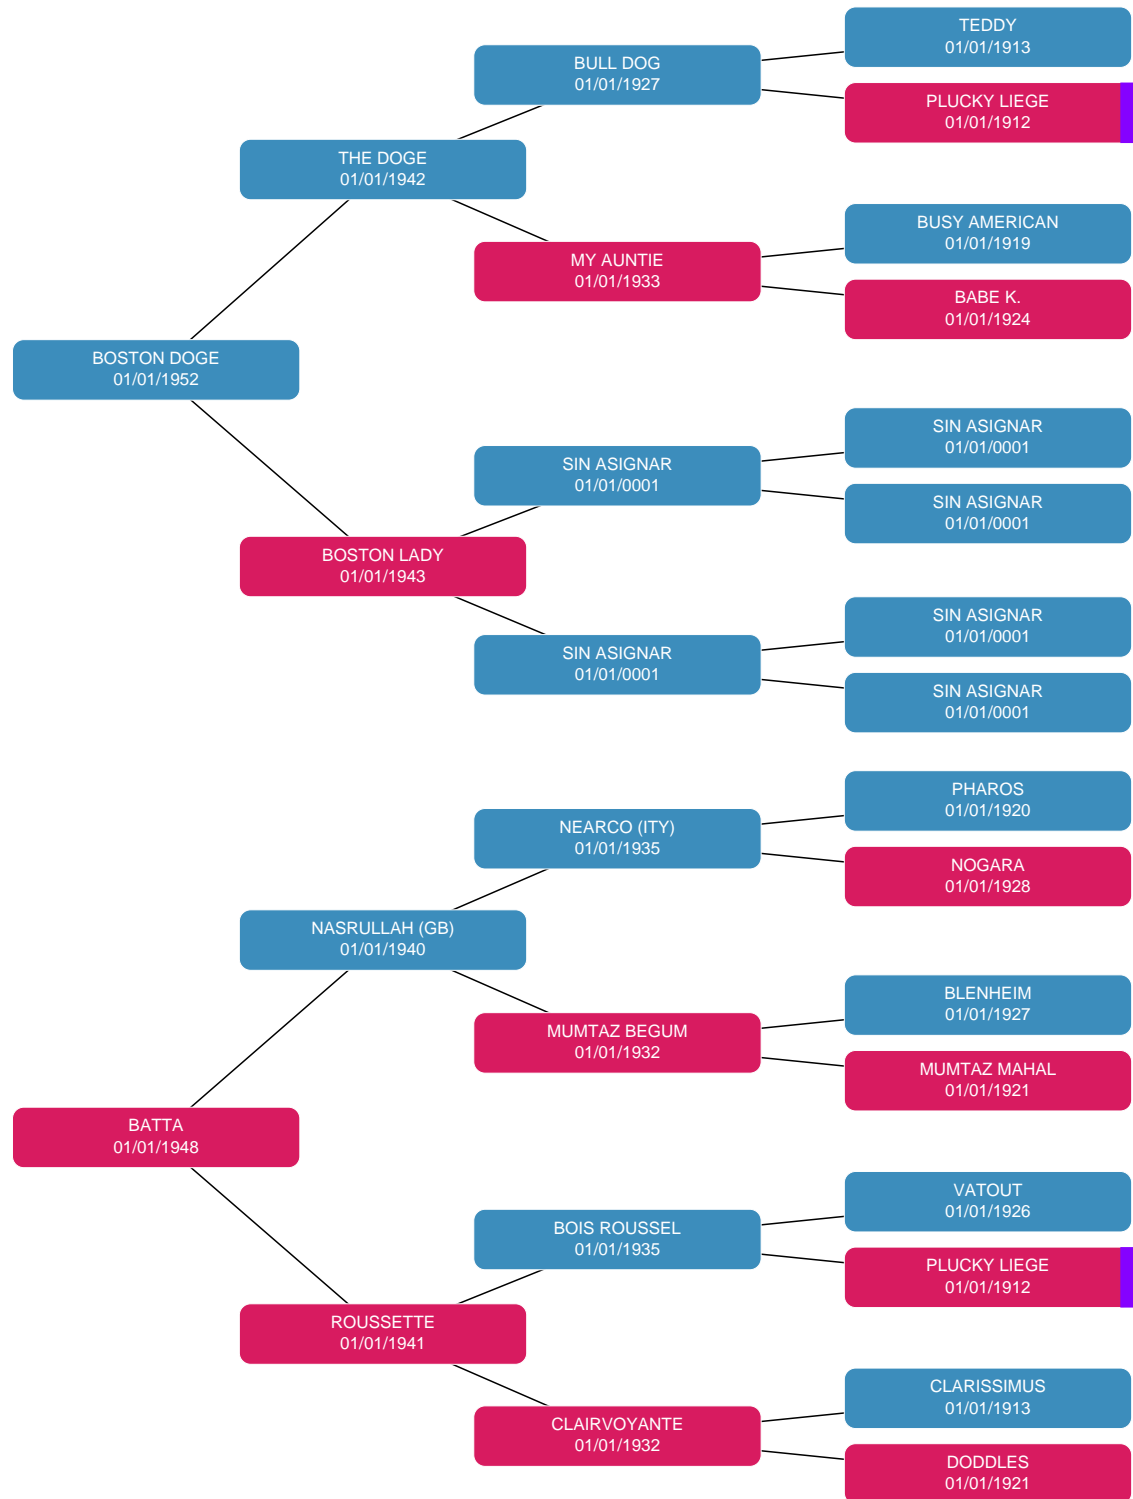 TEDDY
01/01/1913
BULL DOG
01/01/1927
PLUCKY LIEGE
01/01/1912
THE DOGE
01/01/1942
BUSY AMERICAN
01/01/1919
MY AUNTIE
01/01/1933
BABE K.
01/01/1924
BOSTON DOGE
01/01/1952
SIN ASIGNAR
01/01/0001
SIN ASIGNAR
01/01/0001
SIN ASIGNAR
01/01/0001
BOSTON LADY
01/01/1943
SIN ASIGNAR
01/01/0001
SIN ASIGNAR
01/01/0001
SIN ASIGNAR
01/01/0001
PHAROS
01/01/1920
NEARCO (ITY)
01/01/1935
NOGARA
01/01/1928
NASRULLAH (GB)
01/01/1940
BLENHEIM
01/01/1927
MUMTAZ BEGUM
01/01/1932
MUMTAZ MAHAL
01/01/1921
BATTA
01/01/1948
VATOUT
01/01/1926
BOIS ROUSSEL
01/01/1935
PLUCKY LIEGE
01/01/1912
ROUSSETTE
01/01/1941
CLARISSIMUS
01/01/1913
CLAIRVOYANTE
01/01/1932
DODDLES
01/01/1921